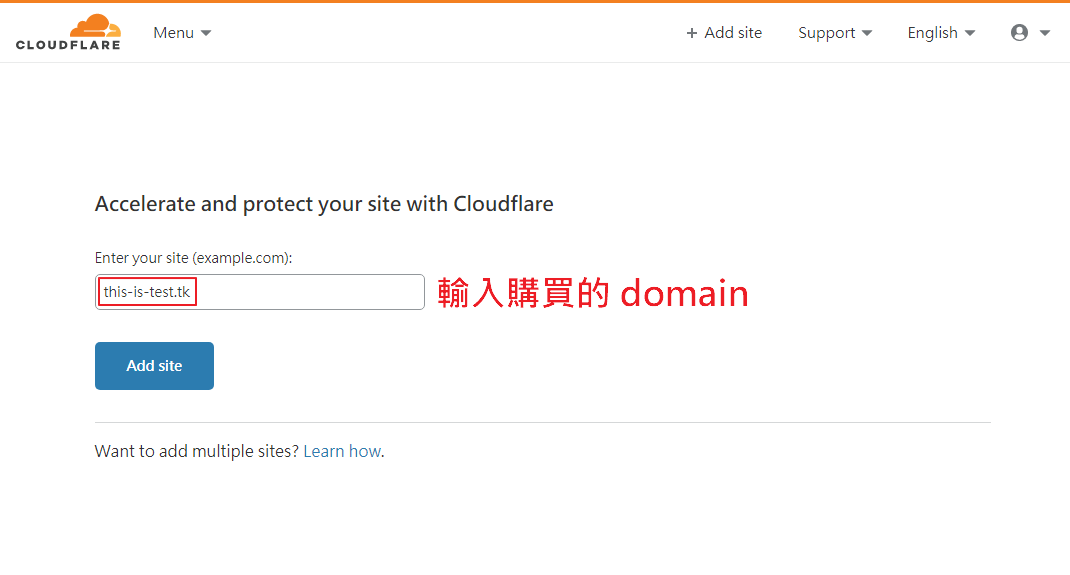 CLOUDFLARE Menu + Add site Support English
Accelerate and protect your site with Cloudflare
Enter your site (example.com):
this-is-test.tk 輸入購買的 domain
Add site
Want to add multiple sites? Learn how.